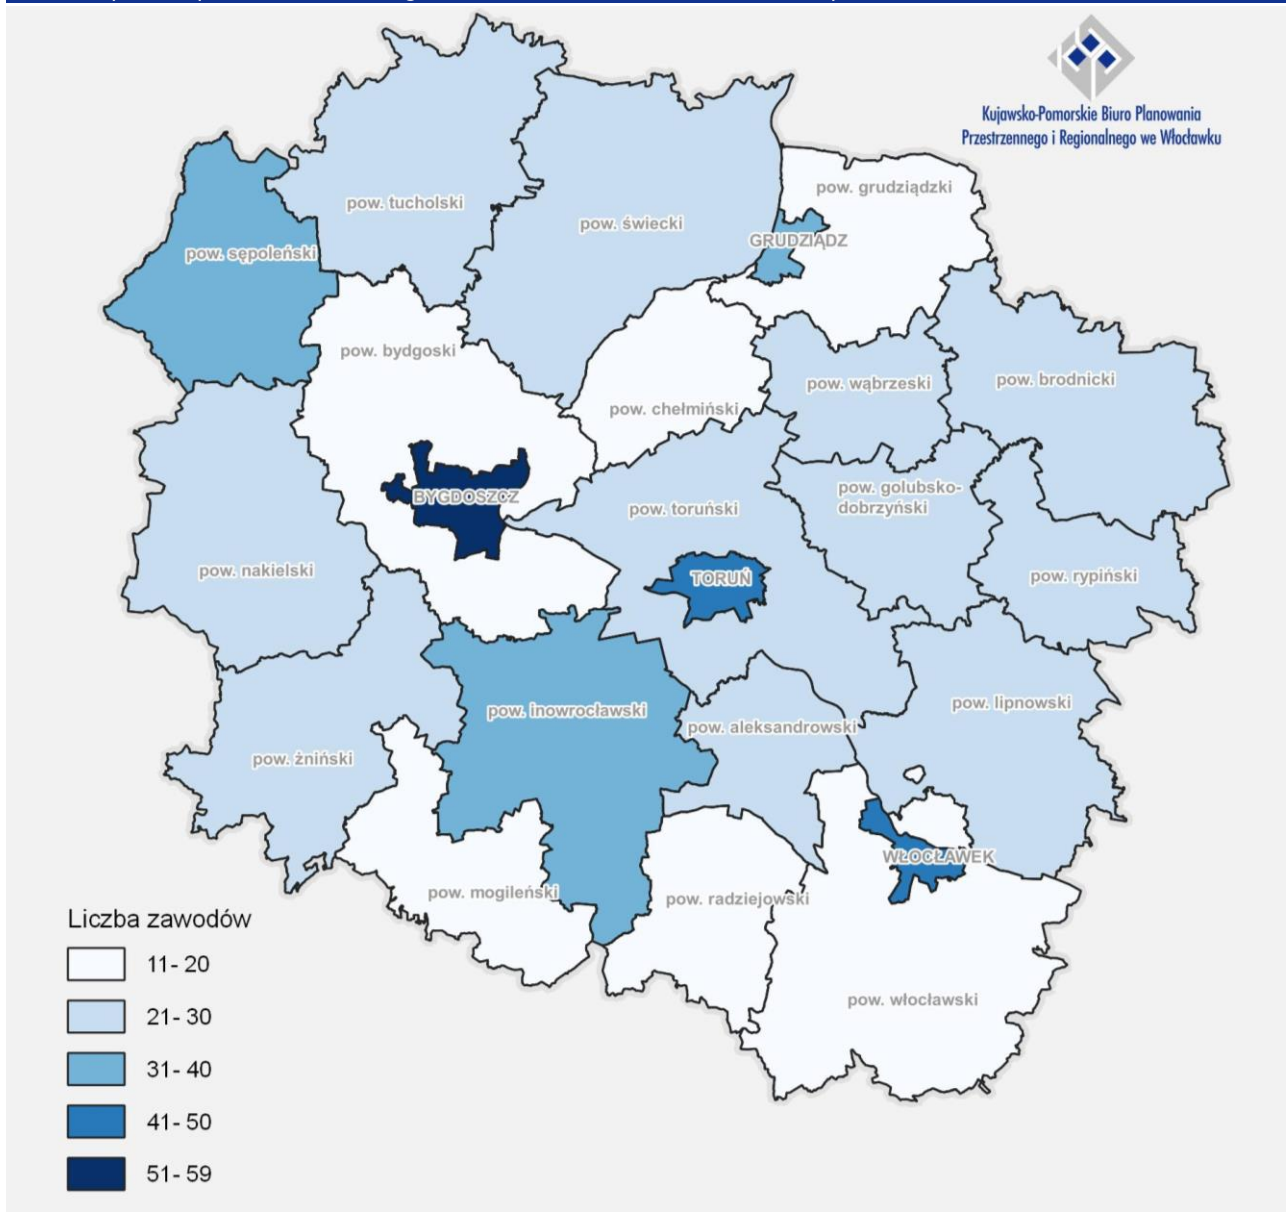 Kujawsko-Pomorskie Biuro Planowania
Przestrzennego i Regionalnego we Włocławku
pow. grudziądzki
pow. tucholski
pow. świecki
GRUDZIĄDZ
pow. sępoleński
pow. bydgoski
pow. wąbrzeski
pow. brodnicki
pow. chełmiński
pow. golubsko-
dobrzyński
BYGDOSZCZ
pow. toruński
pow. nakielski
TORUŃ
pow. rypiński
pow. inowrocławski
pow. lipnowski
pow. aleksandrowski
pow. żniński
WŁOCŁAWEK
pow. mogileński
pow. radziejowski
pow. włocławski
Liczba zawodów
11- 20
21- 30
31- 40
41- 50
51- 59